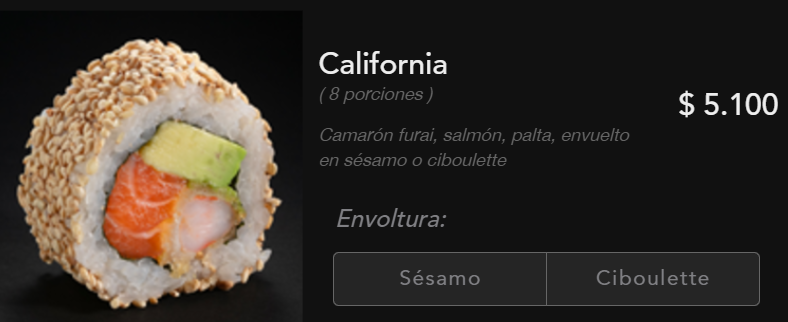 California
( 8 porciones )
$ 5.100
Camarón furai, salmón, palta, envuelto
en sésamo o ciboulette
Envoltura:
Sésamo
Ciboulette